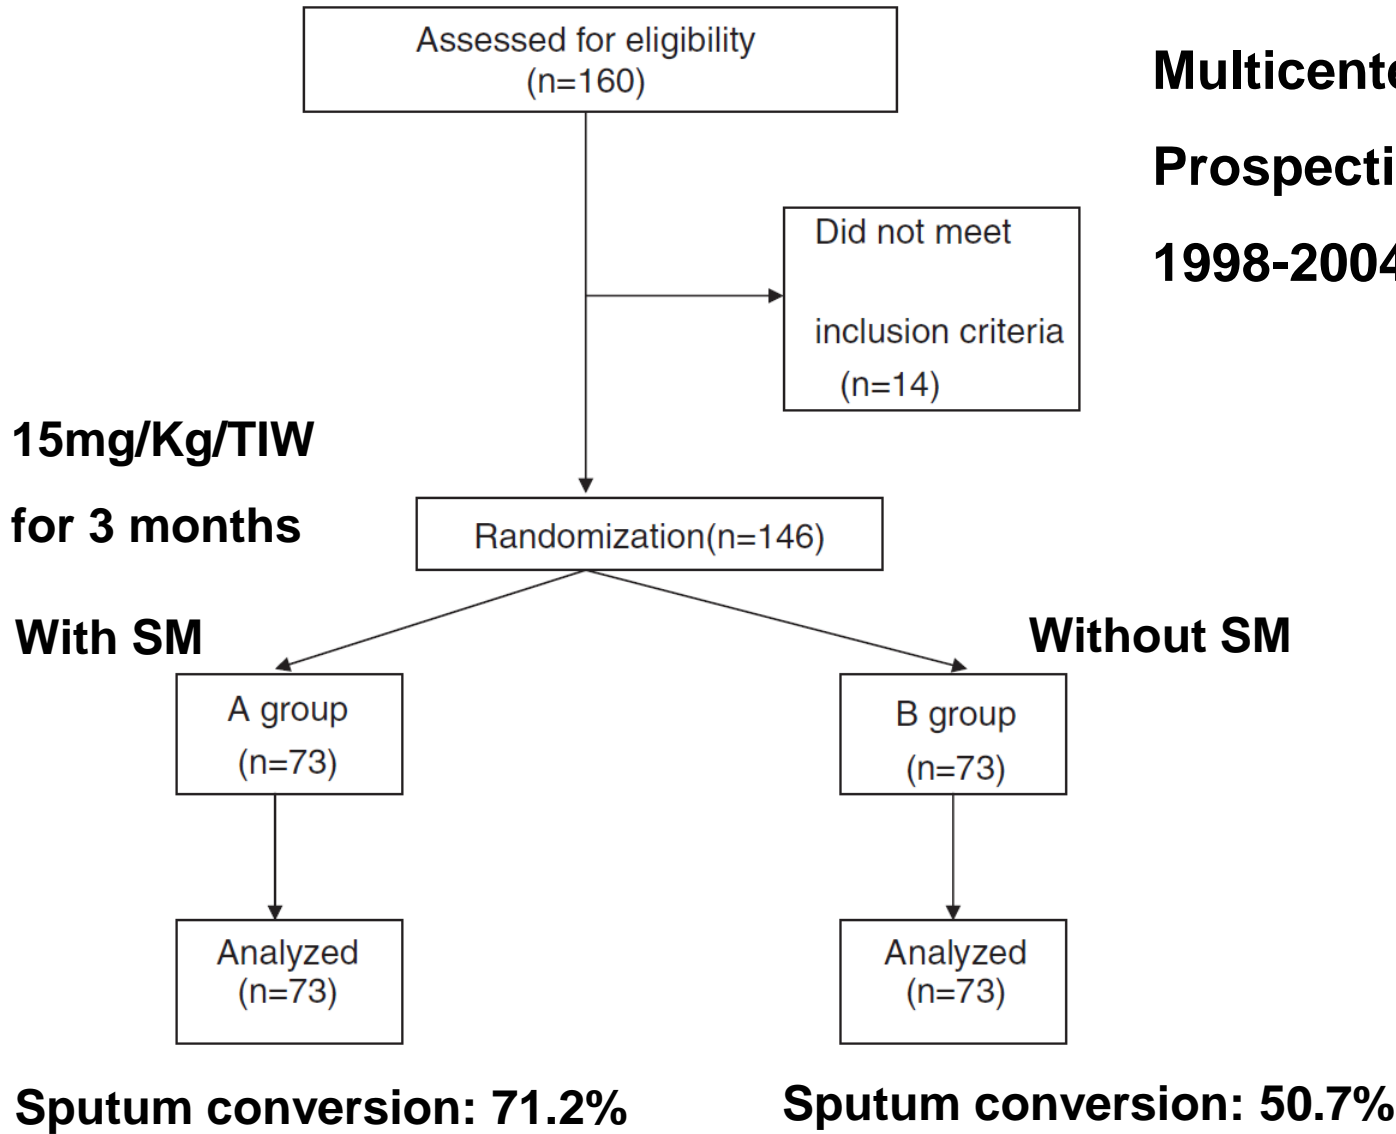 Assessed for eligibility
(n=160)
Multicente
Prospecti
1998-2004
Did not meet
inclusion criteria
(n=14)
15mg/Kg/TIW
for 3 months
Randomization(n=146)
With SM
Without SM
A group
(n=73)
B group
(n=73)
Analyzed
(n=73)
Analyzed
(n=73)
Sputum conversion: 71.2%
Sputum conversion: 50.7%